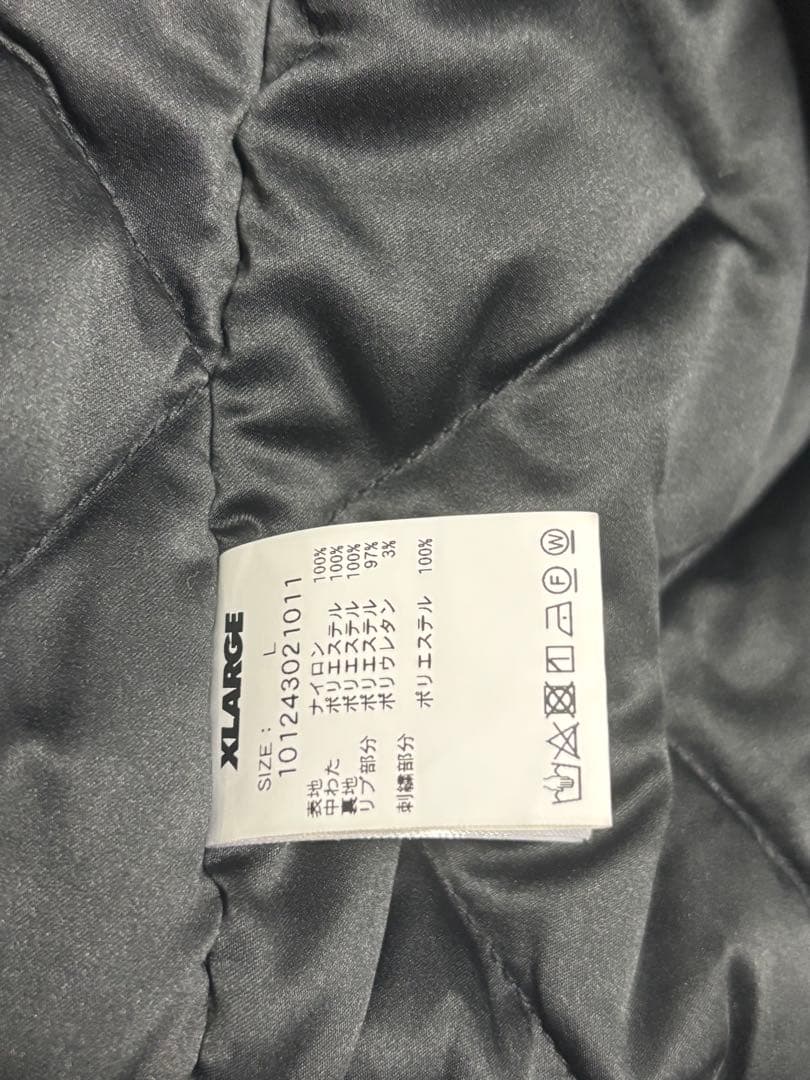 XLARGE
SIZE: L
101243021011
表地 ナイロン 100%
中わた ポリエステル 100%
裏地 ポリエステル 100%
リブ部分 ポリエステル 97%
ポリウレタン 3%
刺繍部分 ポリエステル 100%
F W